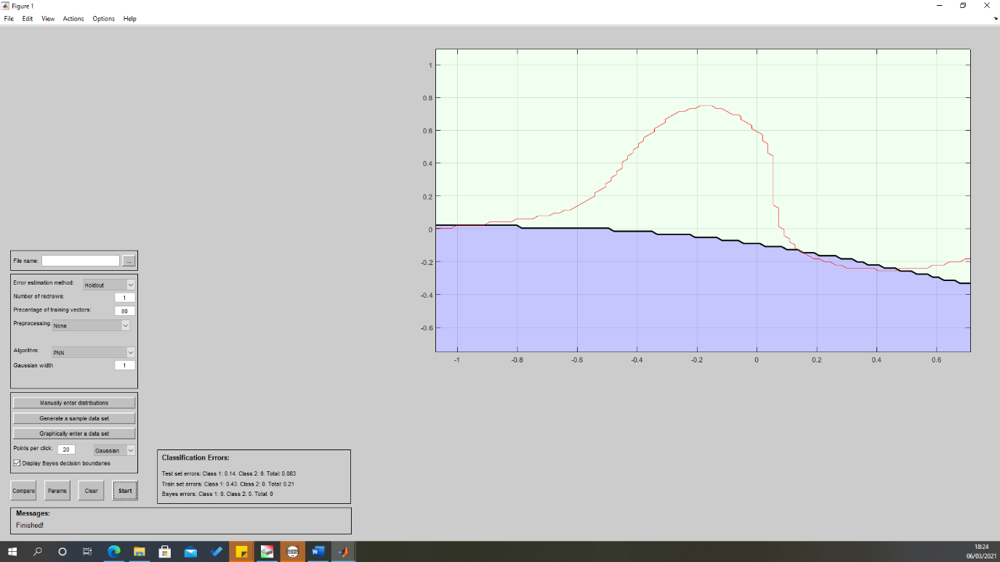 Figure 1
File Edit View Actions Options Help
1
0.8
0.6
0.4
0.2
0
-0.2
-0.4
-0.6
-1 -0.8 -0.6 -0.4 -0.2 0 0.2 0.4 0.6
File name: ...
Error estimation method: Holdout
Number of redraws: 1
Precentage of training vectors: 80
Preprocessing: None
Algorithm: PNN
Gaussian width 1
Manually enter distributions
Generate a sample data set
Graphically enter a data set
Points per click: 20 Gaussian
Display Bayes decision boundaries
Compare Params Clear Start
Classification Errors:
Test set errors: Class 1: 0.14. Class 2: 0. Total: 0.083
Train set errors: Class 1: 0.43. Class 2: 0. Total: 0.21
Bayes errors: Class 1: 0. Class 2: 0. Total: 0
Messages:
Finished!
18:24
06/03/2021